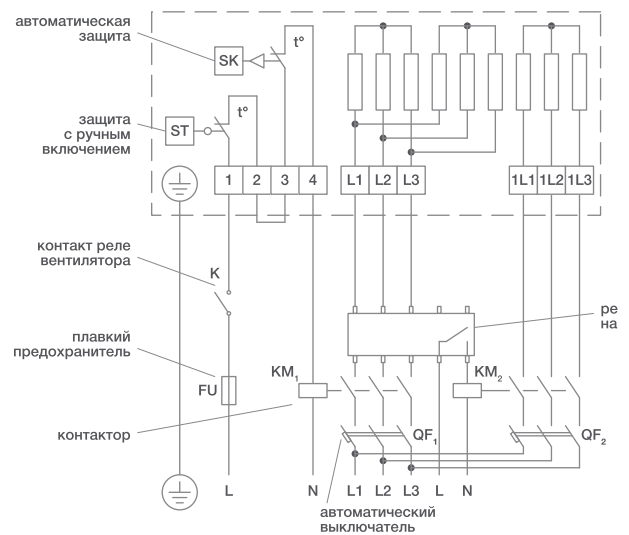 автоматическая
защита
t°
SK
защита
с ручным
включением
t°
ST
1 2 3 4 L1 L2 L3 1L1 1L2 1L3
контакт реле
вентилятора
K
ре
на
плавкий
предохранитель
FU
KM1
KM2
контактор
QF1
QF2
L N L1 L2 L3 L N
автоматический
выключатель